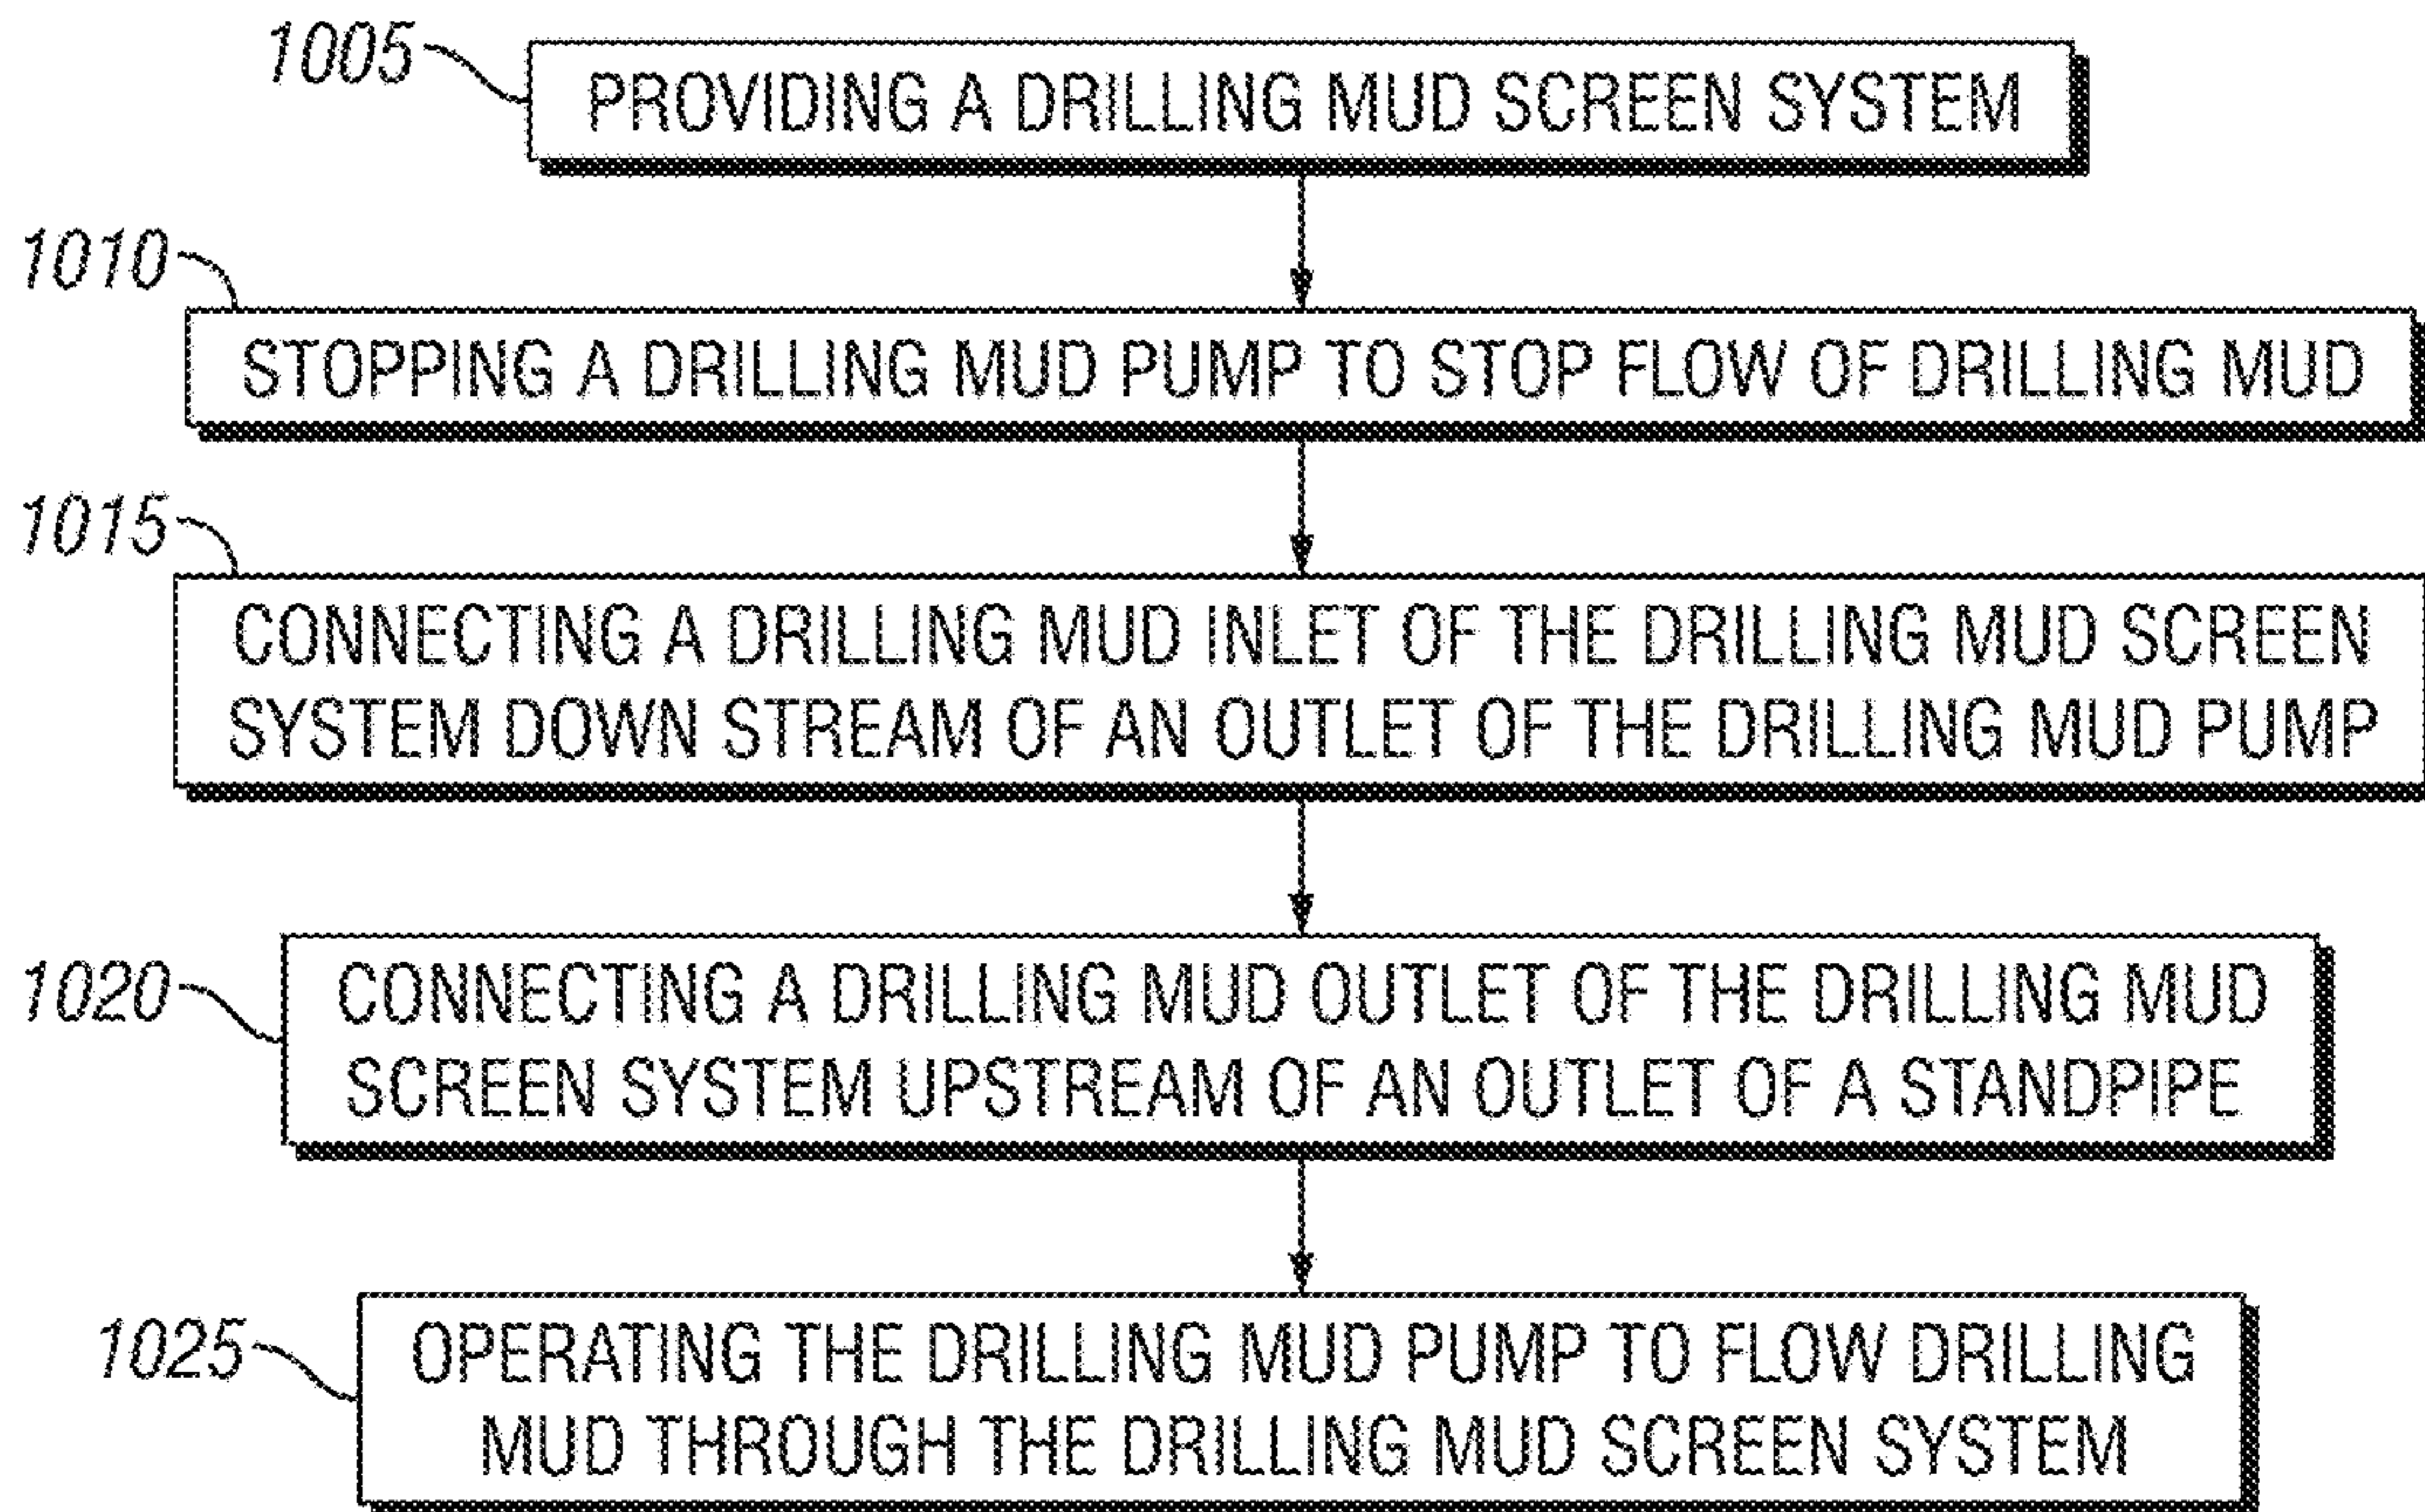 1005
PROVIDING A DRILLING MUD SCREEN SYSTEM
1010
STOPPING A DRILLING MUD PUMP TO STOP FLOW OF DRILLING MUD
1015
CONNECTING A DRILLING MUD INLET OF THE DRILLING MUD SCREEN
SYSTEM DOWN STREAM OF AN OUTLET OF THE DRILLING MUD PUMP
1020
CONNECTING A DRILLING MUD OUTLET OF THE DRILLING MUD
SCREEN SYSTEM UPSTREAM OF AN OUTLET OF A STANDPIPE
1025
OPERATING THE DRILLING MUD PUMP TO FLOW DRILLING
MUD THROUGH THE DRILLING MUD SCREEN SYSTEM